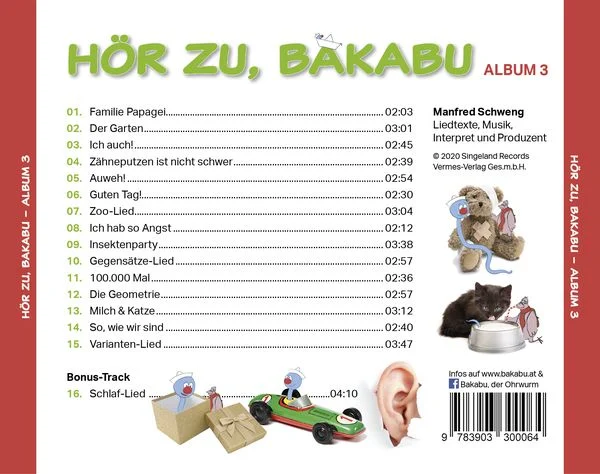 HÖR ZU, BAKABU ALBUM 3
01. Familie Papagei 02:03
02. Der Garten 03:01
03. Ich auch! 02:45
04. Zähneputzen ist nicht schwer 02:39
05. Auweh! 02:54
06. Guten Tag! 02:30
07. Zoo-Lied 03:04
08. Ich hab so Angst 02:12
09. Insektenparty 03:38
10. Gegensätze-Lied 02:57
11. 100.000 Mal 02:36
12. Die Geometrie 02:57
13. Milch & Katze 03:12
14. So, wie wir sind 02:40
15. Varianten-Lied 03:47
Bonus-Track
16. Schlaf-Lied 04:10
Manfred Schweng
Liedtexte, Musik,
Interpret und Produzent
© 2020 Singeland Records
Vermes-Verlag Ges.m.b.H.
Infos auf www.bakabu.at &
f Bakabu, der Ohrwurm
9 783903 300064
HÖR ZU, BAKABU – ALBUM 3
HÖR ZU, BAKABU – ALBUM 3
1